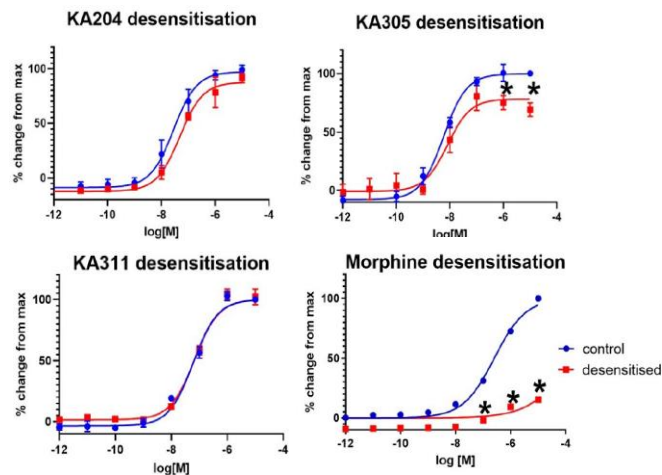 KA204 desensitisation
% change from max
100
50
0
-12 -10 -8 -6 -4
log[M]
KA305 desensitisation
% change from max
100
50
0
* *
-12 -10 -8 -6 -4
log[M]
KA311 desensitisation
% change from max
100
50
0
-12 -10 -8 -6 -4
log[M]
Morphine desensitisation
% change from max
100
50
0
* * *
-12 -10 -8 -6 -4
log [M]
control
desensitised